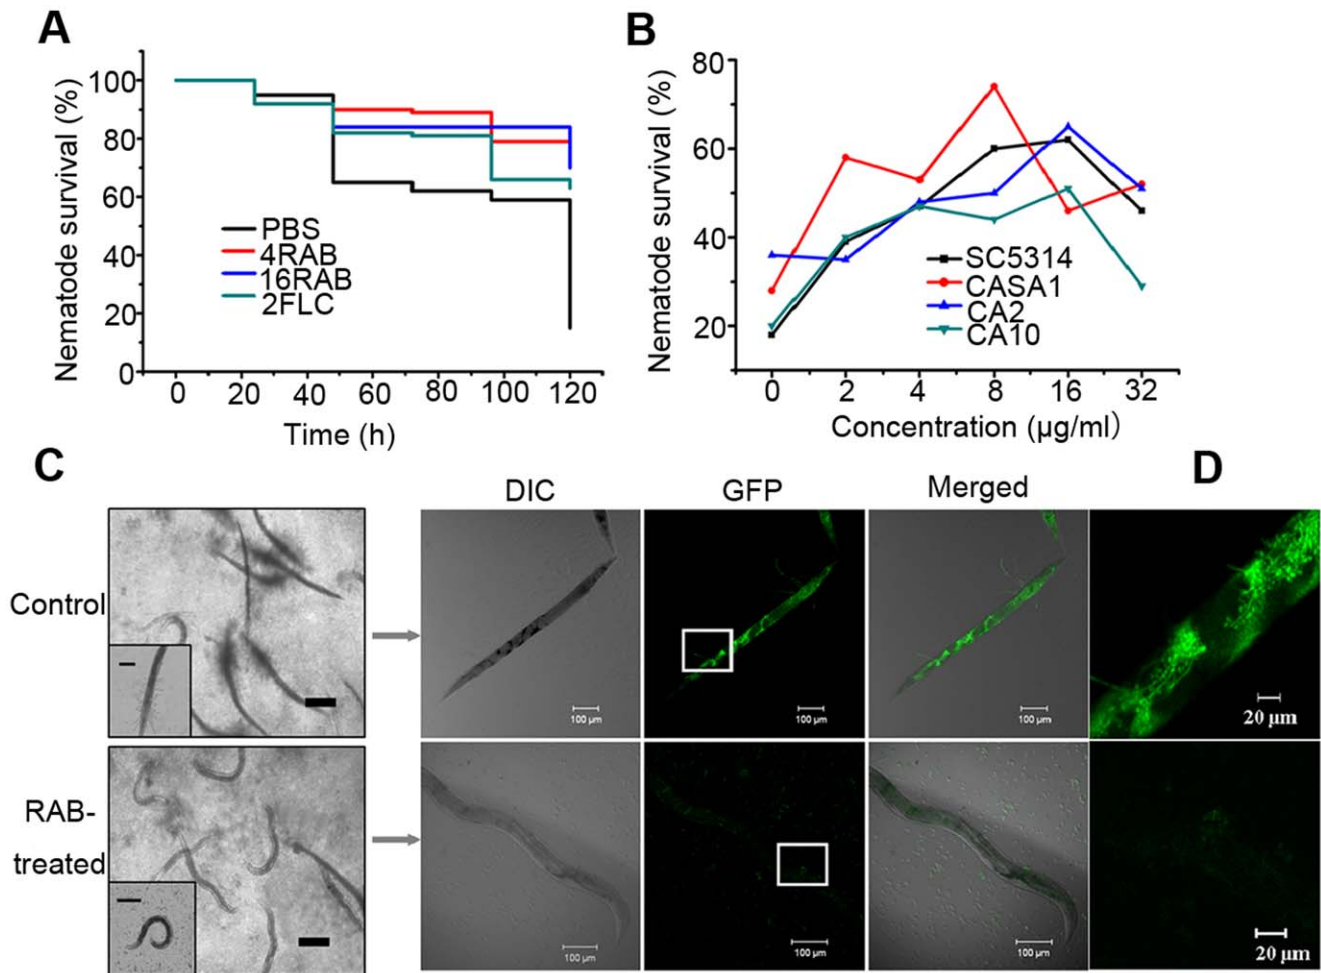 A
Nematode survival (%)
100
80
60
40
20
0
PBS
4RAB
16RAB
2FLC
0 20 40 60 80 100 120
Time (h)
B
Nematode survival (%)
80
60
40
20
SC5314
CASA1
CA2
CA10
0 2 4 8 16 32
Concentration (µg/ml)
C
D
DIC GFP Merged
Control
100 µm
100 µm
100 µm
20 µm
RAB-
treated
100 µm
100 µm
100 µm
20 µm